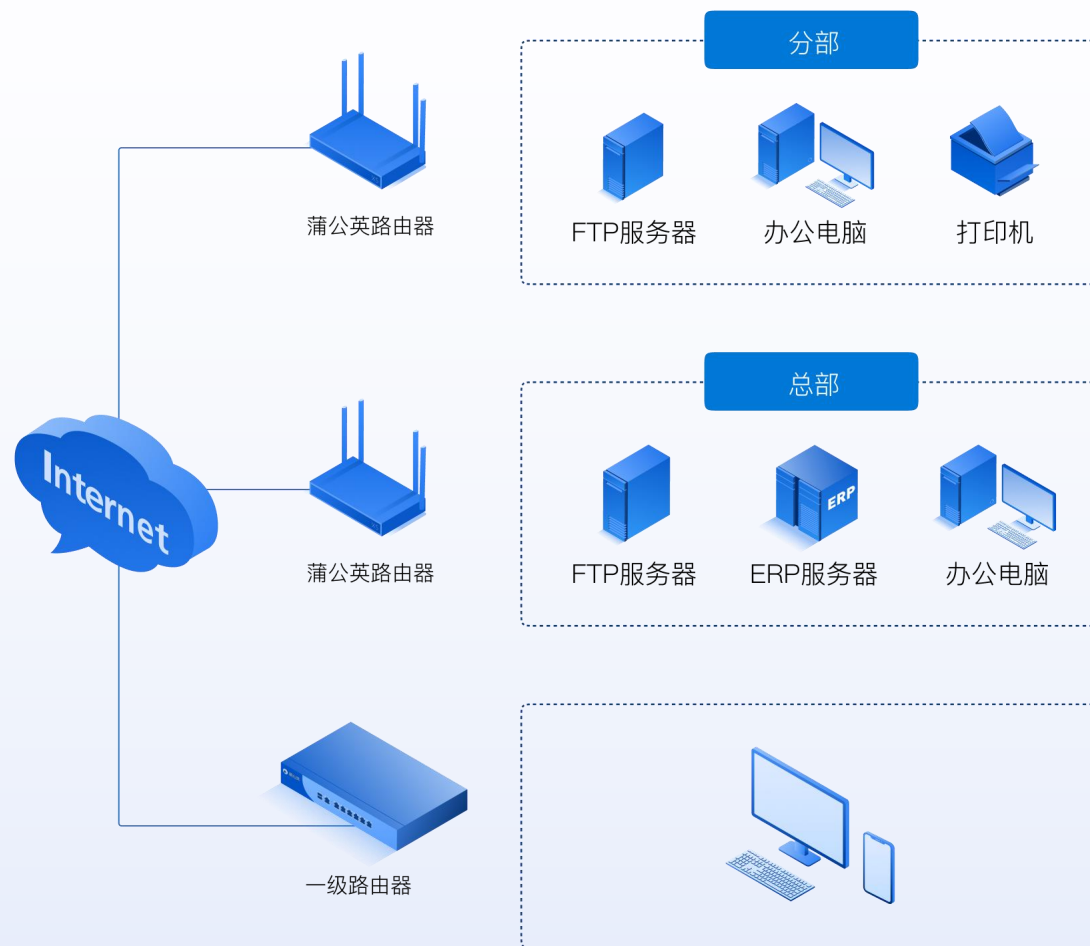 分部
蒲公英路由器
FTP服务器
办公电脑
打印机
总部
Internet
ERP
蒲公英路由器
FTP服务器
ERP服务器
办公电脑
一级路由器